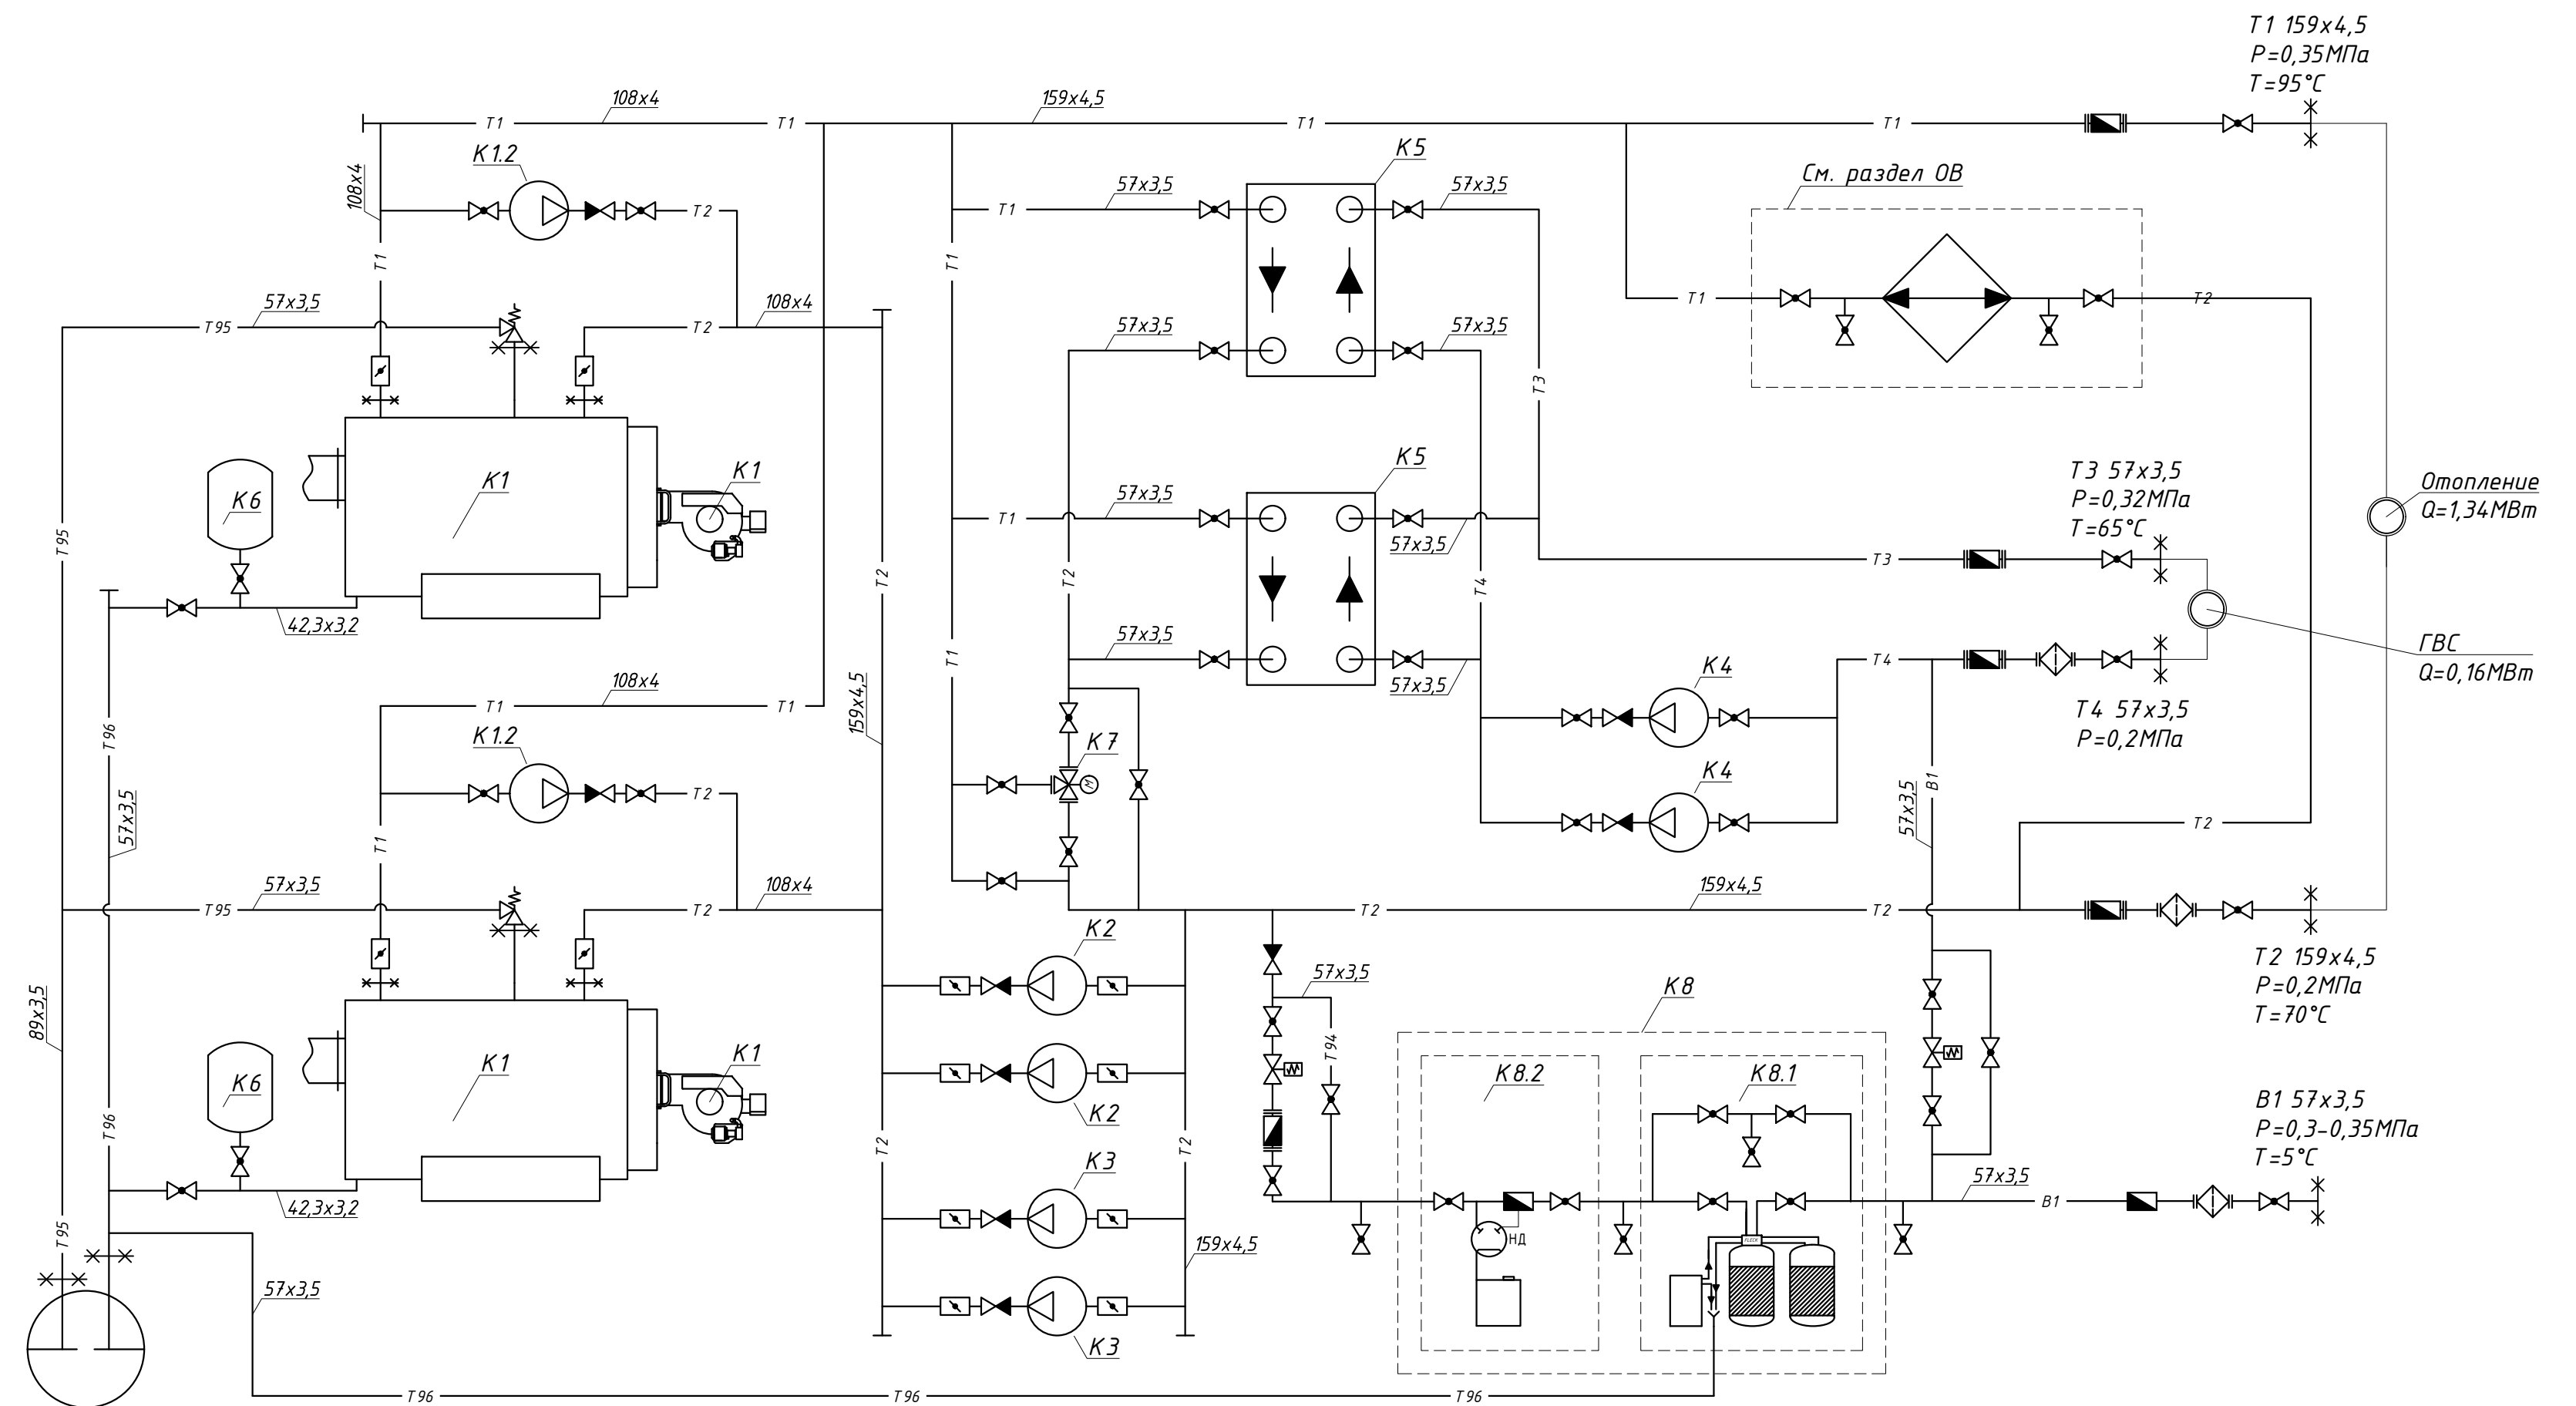 Т1 159х4,5
Р=0,35МПа
Т=95°С
108х4
159х4,5
Т1
Т1
Т1
Т1
К1.2
К5
108х4
См. раздел ОВ
57х3,5
57х3,5
Т2
Т1
Т1
Т1
57х3,5
108х4
Т1
Т2
Т95
Т2
57х3,5
57х3,5
Т3
К1
К5
К1
К6
Т3 57х3,5
Р=0,32МПа
Т=65°С
Отопление
Q=1,34МВт
57х3,5
57х3,5
Т1
Т95
Т3
Т2
Т2
Т4
42,3х3,2
57х3,5
ГВС
Q=0,16МВт
Т1
Т4
К4
57х3,5
108х4
159х4,5
Т1
Т1
Т4 57х3,5
Р=0,2МПа
Т96
К1.2
К7
К4
М
В1
57х3,5
57х3,5
Т2
Т2
Т1
57х3,5
108х4
159х4,5
Т95
Т2
Т2
Т2
К2
Т2 159х4,5
Р=0,2МПа
Т=70°С
57х3,5
К8
89х3,5
К1
К1
К6
Т94
К8.2
К8.1
К2
Т96
Т2
Т2
В1 57х3,5
Р=0,3-0,35МПа
Т=5°С
К3
57х3,5
42,3х3,2
В1
Т95
НД
FLECK
159х4,5
57х3,5
К3
Т96
Т96
Т96